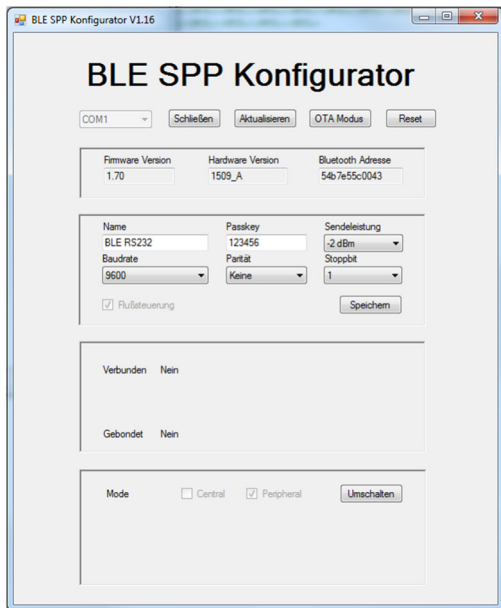 BLE SPP Konfigurator V1.16
BLE SPP Konfigurator
COM1 Schließen Aktualisieren OTA Modus Reset
Firmware Version Hardware Version Bluetooth Adresse
1.70 1509_A 54b7e55c0043
Name Passkey Sendeleistung
BLE RS232 123456 -2 dBm
Baudrate Parität Stoppbit
9600 Keine 1
Flußsteuerung Speichern
Verbunden Nein
Gebondet Nein
Mode Central Peripheral Umschalten